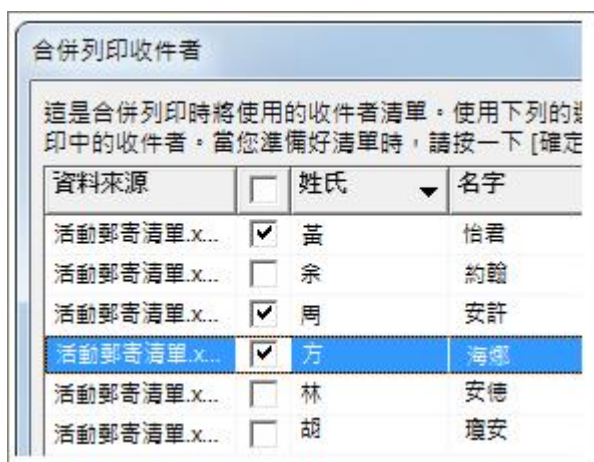 合併列印收件者
這是合併列印時將使用的收件者清單。使用下列的選
印中的收件者。當您準備好清單時，請按一下 [確定
資料來源 姓氏 名字
活動郵寄清單.x... 黃 怡君
活動郵寄清單.x... 余 約翰
活動郵寄清單.x... 周 安許
活動郵寄清單.x... 方 海娜
活動郵寄清單.x... 林 安德
活動郵寄清單.x... 胡 瓊安